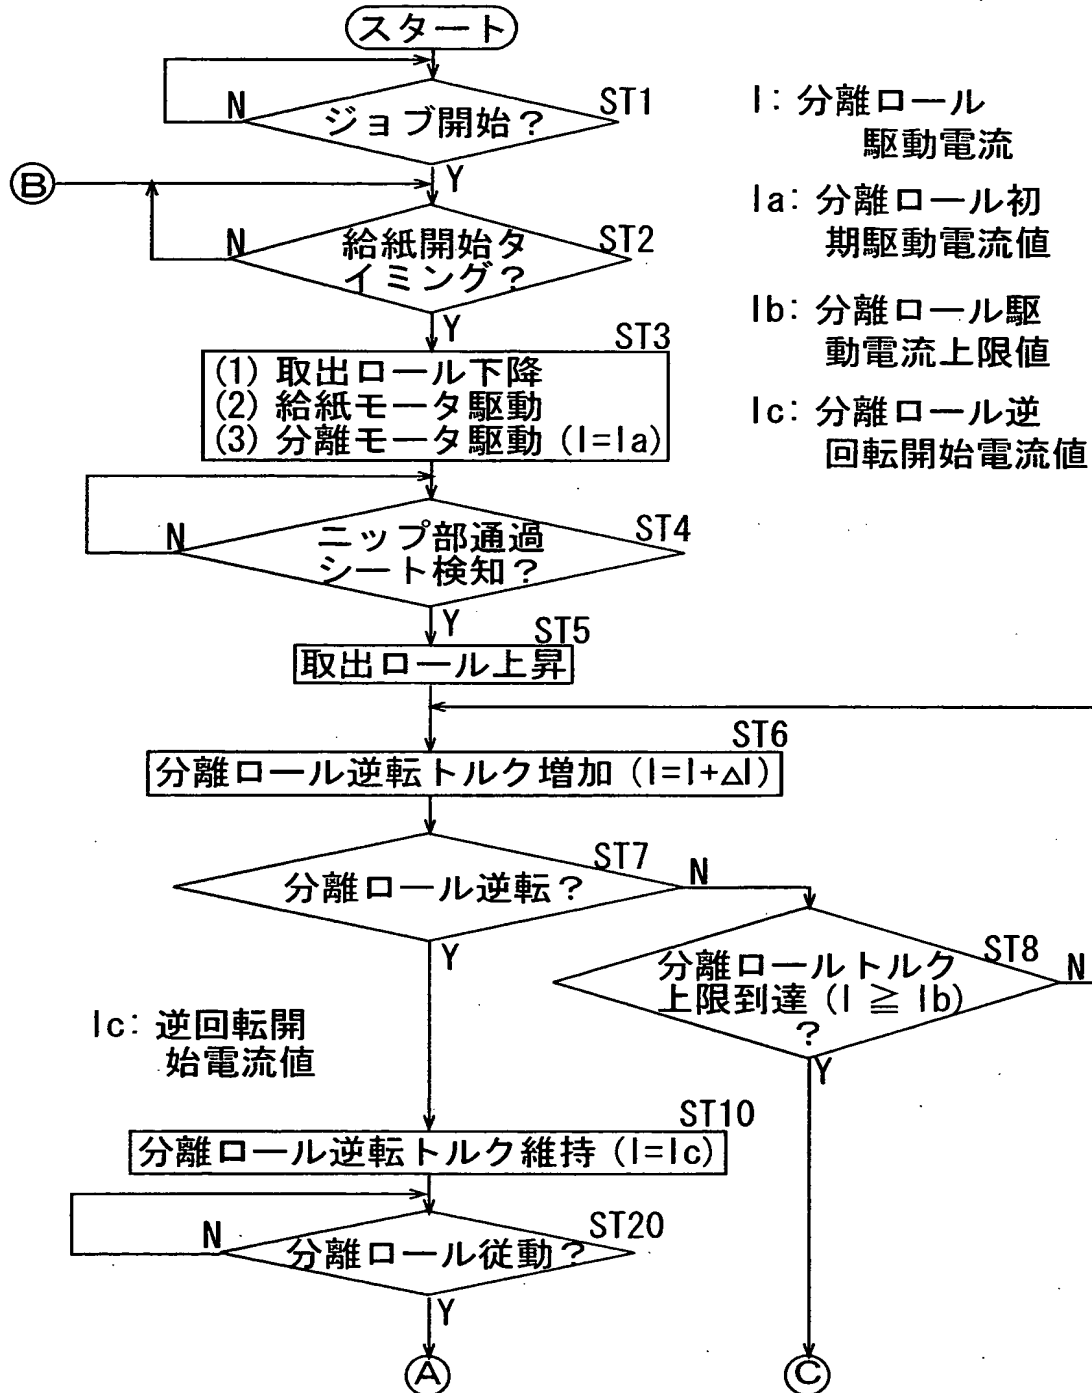 スタート
ジョブ開始？
N
ST1
Y
B
給紙開始タ
イミング？
N
ST2
Y
ST3
(1) 取出ロール下降
(2) 給紙モータ駆動
(3) 分離モータ駆動 (I=Ia)
ニップ部通過
シート検知？
N
ST4
Y
ST5
取出ロール上昇
ST6
分離ロール逆転トルク増加 (I=I+△I)
ST7
分離ロール逆転？
N
Y
ST8
分離ロールトルク
上限到達 (I ≧ Ib)
？
N
Y
Ic: 逆回転開
始電流値
ST10
分離ロール逆転トルク維持 (I=Ic)
ST20
分離ロール従動？
N
Y
A
C
I: 分離ロール
駆動電流
Ia: 分離ロール初
期駆動電流値
Ib: 分離ロール駆
動電流上限値
Ic: 分離ロール逆
回転開始電流値